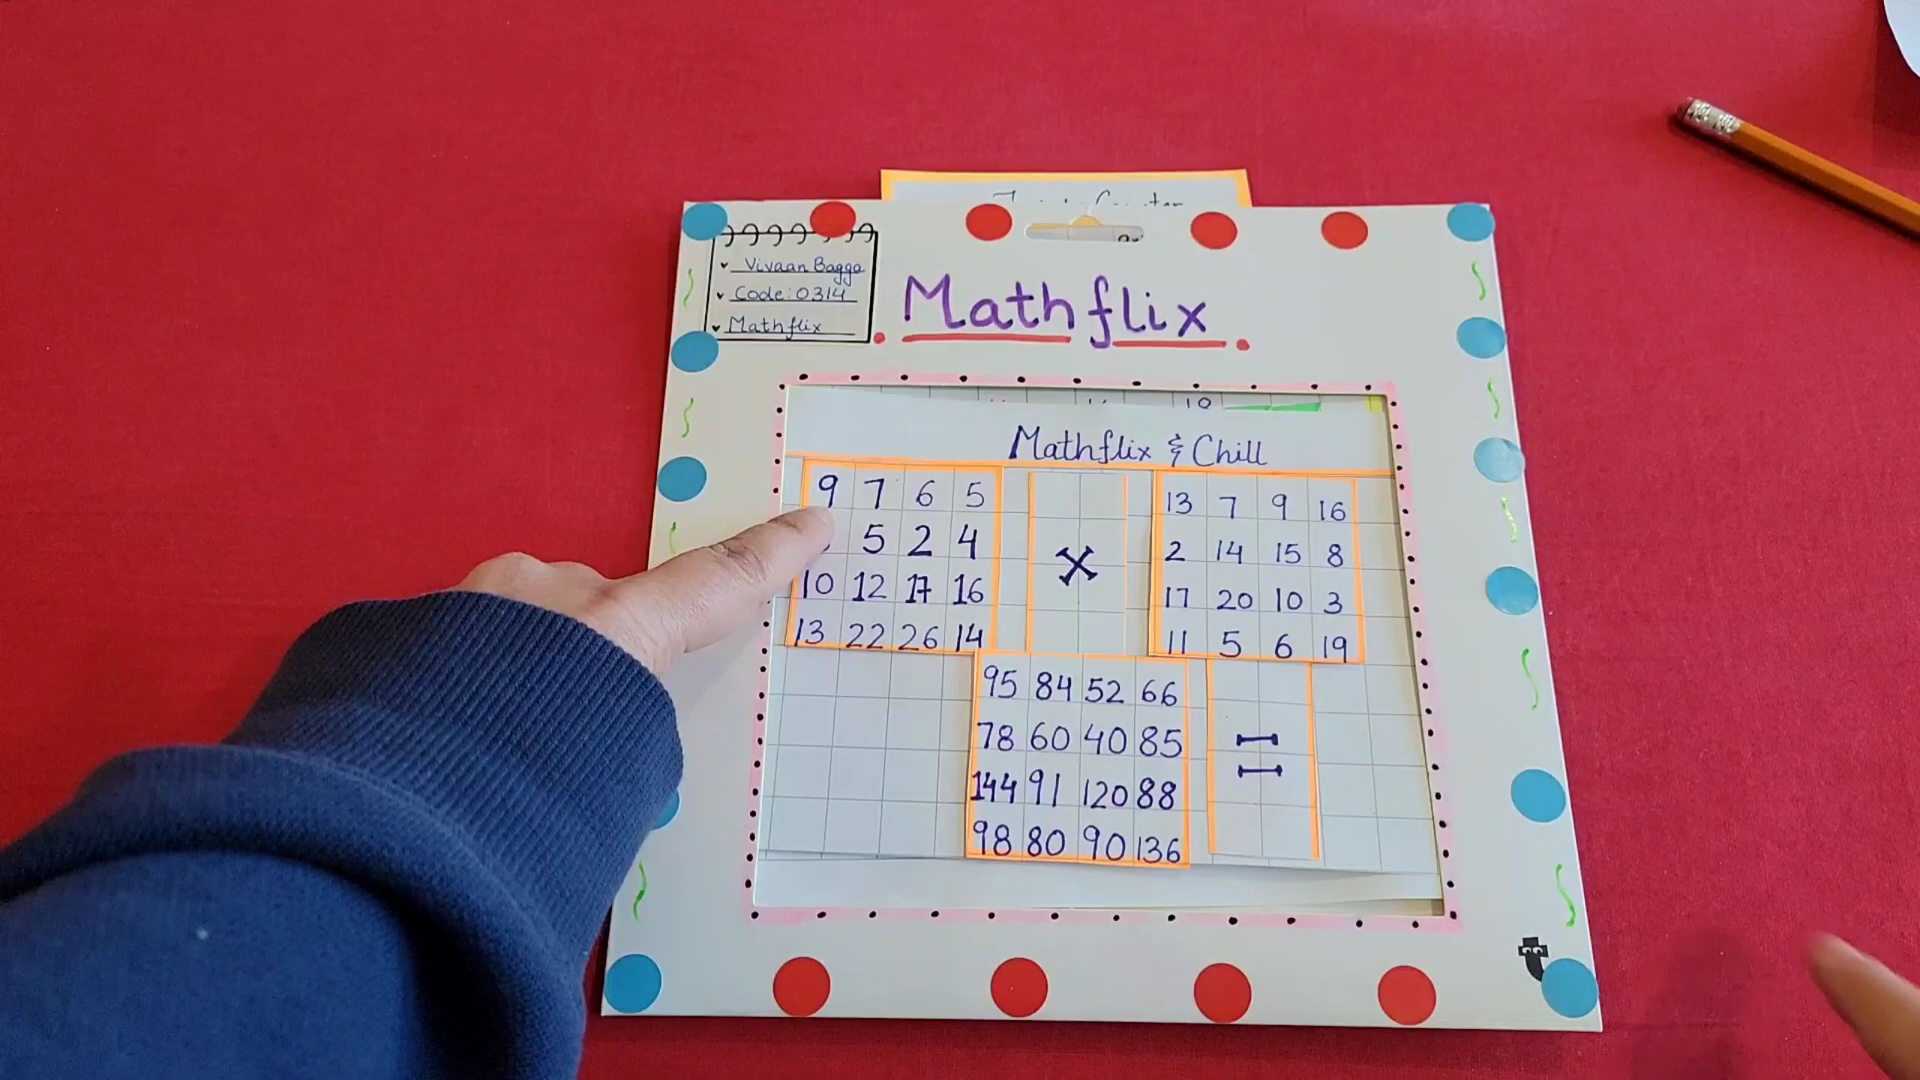 Vivaan Bagga
Code: 0314
Mathflix
Mathflix
10
Mathflix & Chill
9 7 6 5
5 2 4
10 12 17 16
13 22 26 14
×
13 7 9 16
2 14 15 8
17 20 10 3
11 5 6 19
95 84 52 66
78 60 40 85
144 91 120 88
98 80 90 136
=